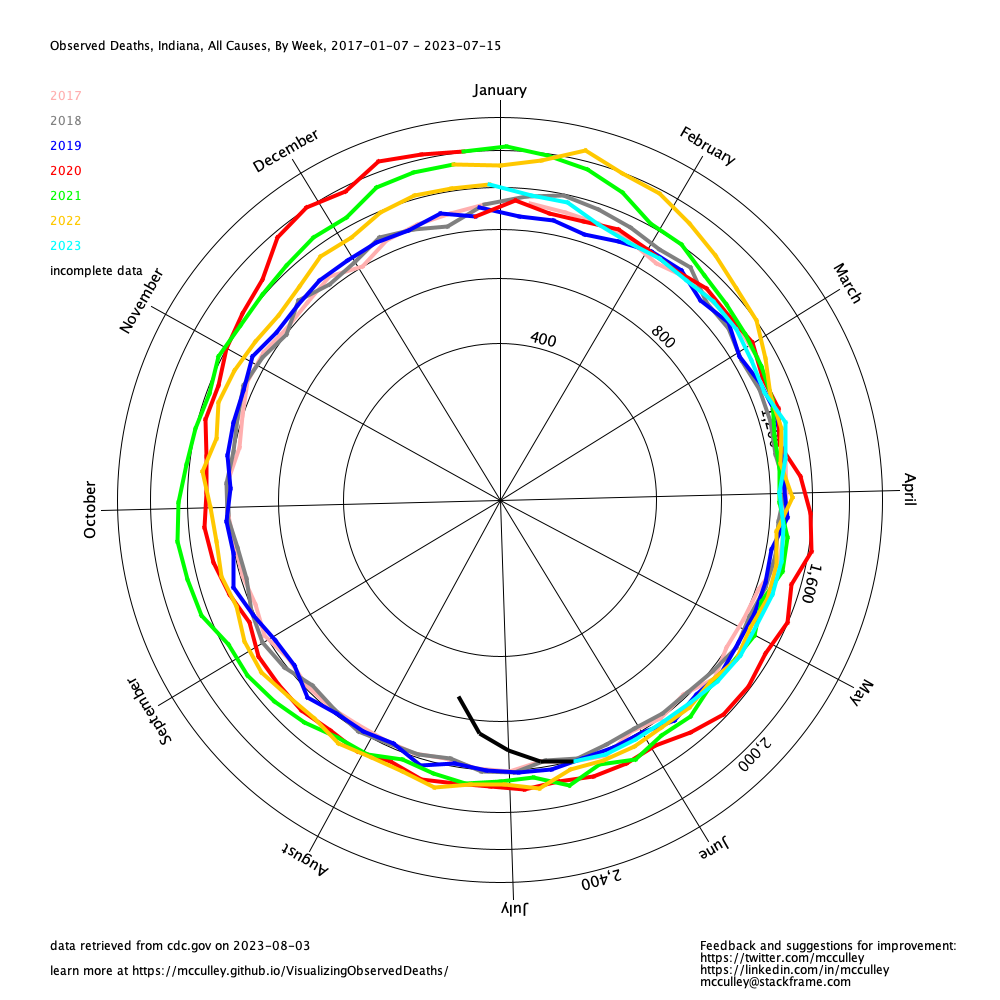 Observed Deaths, Indiana, All Causes, By Week, 2017-01-07 - 2023-07-15
January
2017
2018
2019
2020
2021
2022
2023
incomplete data
December
February
November
March
400
800
1,200
October
April
1,600
September
May
2,000
August
June
2,400
July
data retrieved from cdc.gov on 2023-08-03
learn more at https://mcculley.github.io/VisualizingObservedDeaths/
Feedback and suggestions for improvement:
https://twitter.com/mcculley
https://linkedin.com/in/mcculley
mcculley@stackframe.com